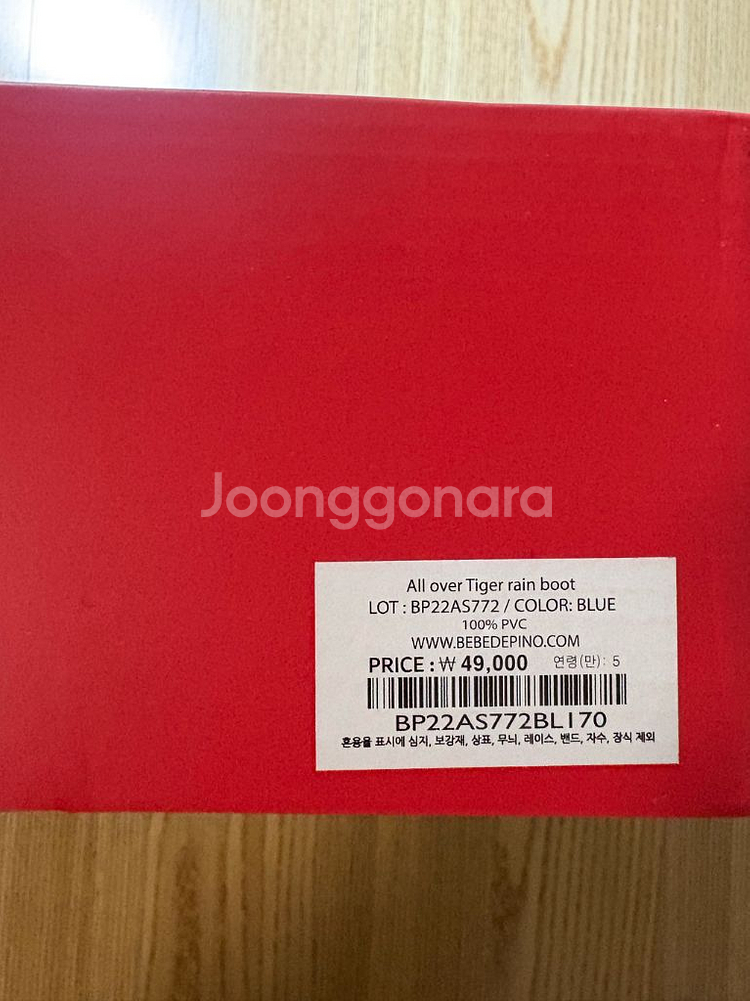 Joonggonara
All over Tiger rain boot
LOT : BP22AS772 / COLOR: BLUE
100% PVC
WWW.BEBEDEPINO.COM
PRICE : ₩ 49,000 연령(만) : 5
BP22AS772BL170
혼용율 표시에 심지, 보강재, 상표, 무늬, 레이스, 밴드, 자수, 장식 제외